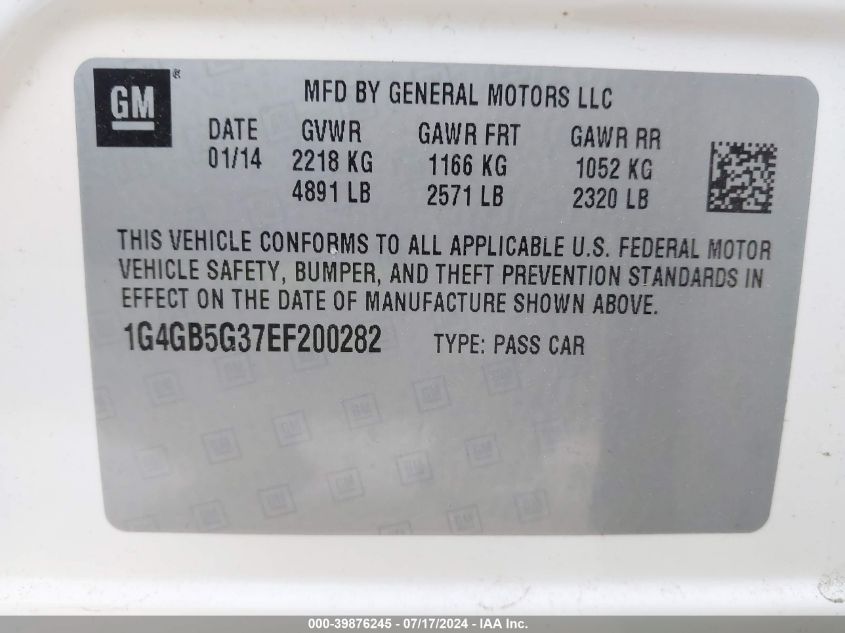 GM®
MFD BY GENERAL MOTORS LLC
DATE GVWR GAWR FRT GAWR RR
01/14 2218 KG 1166 KG 1052 KG
4891 LB 2571 LB 2320 LB
THIS VEHICLE CONFORMS TO ALL APPLICABLE U.S. FEDERAL MOTOR
VEHICLE SAFETY, BUMPER, AND THEFT PREVENTION STANDARDS IN
EFFECT ON THE DATE OF MANUFACTURE SHOWN ABOVE.
1G4GB5G37EF200282 TYPE: PASS CAR
000-39876245 - 07/17/2024 - IAA Inc.